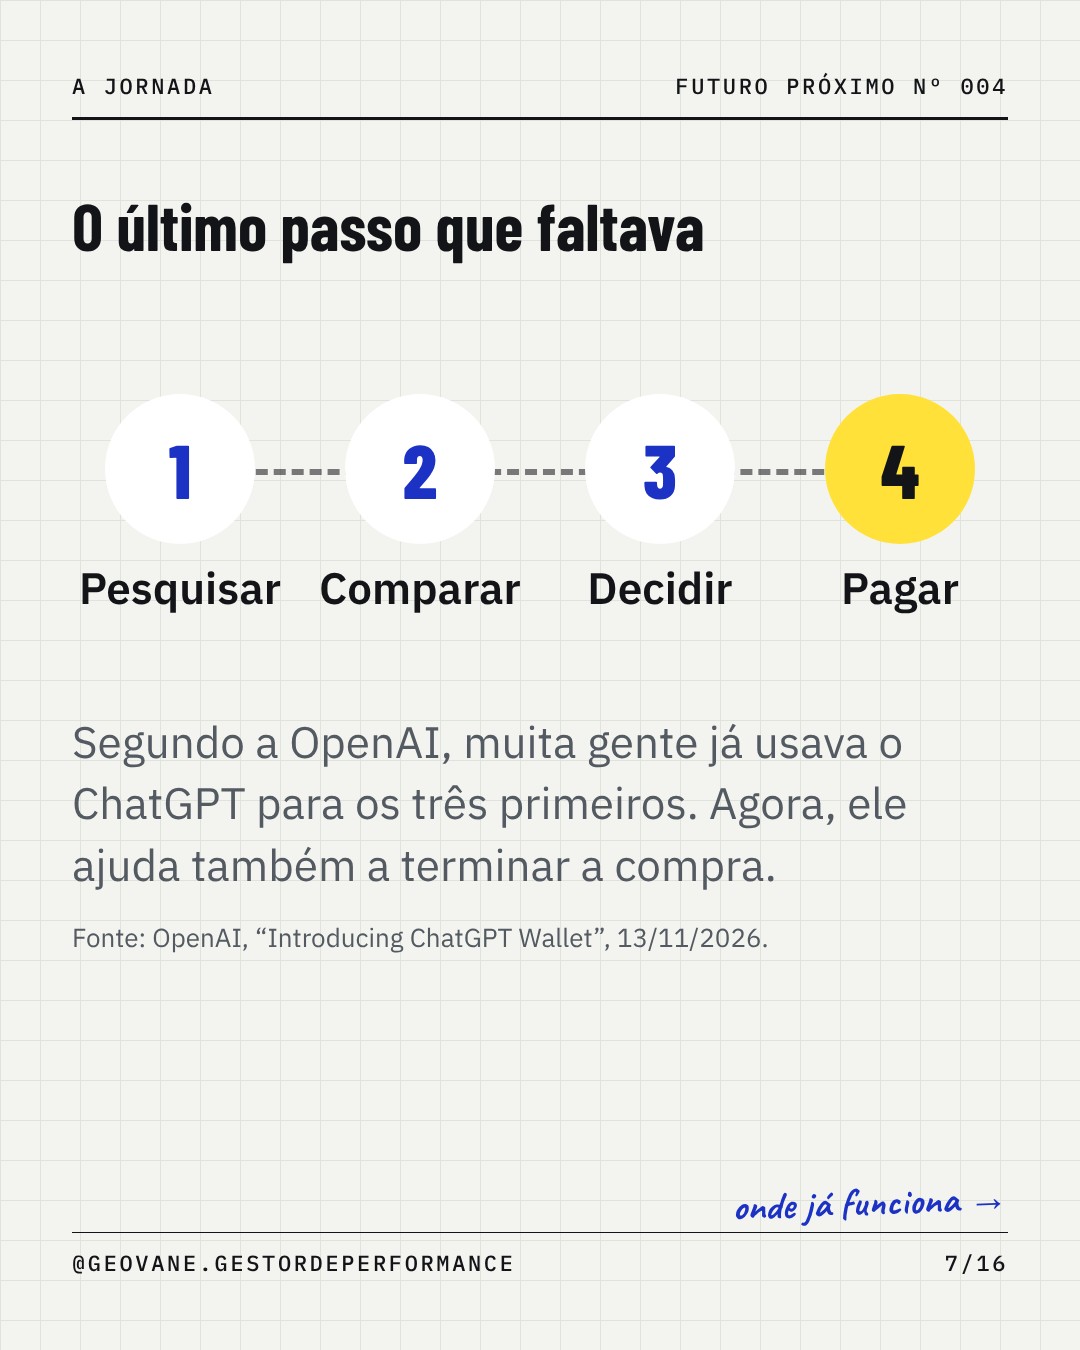 A JORNADA
FUTURO PRÓXIMO Nº 004
O último passo que faltava
1 2 3 4
Pesquisar Comparar Decidir Pagar
Segundo a OpenAI, muita gente já usava o
ChatGPT para os três primeiros. Agora, ele
ajuda também a terminar a compra.
Fonte: OpenAI, “Introducing ChatGPT Wallet”, 13/11/2026.
onde já funciona →
@GEOVANE.GESTORDEPERFORMANCE
7/16